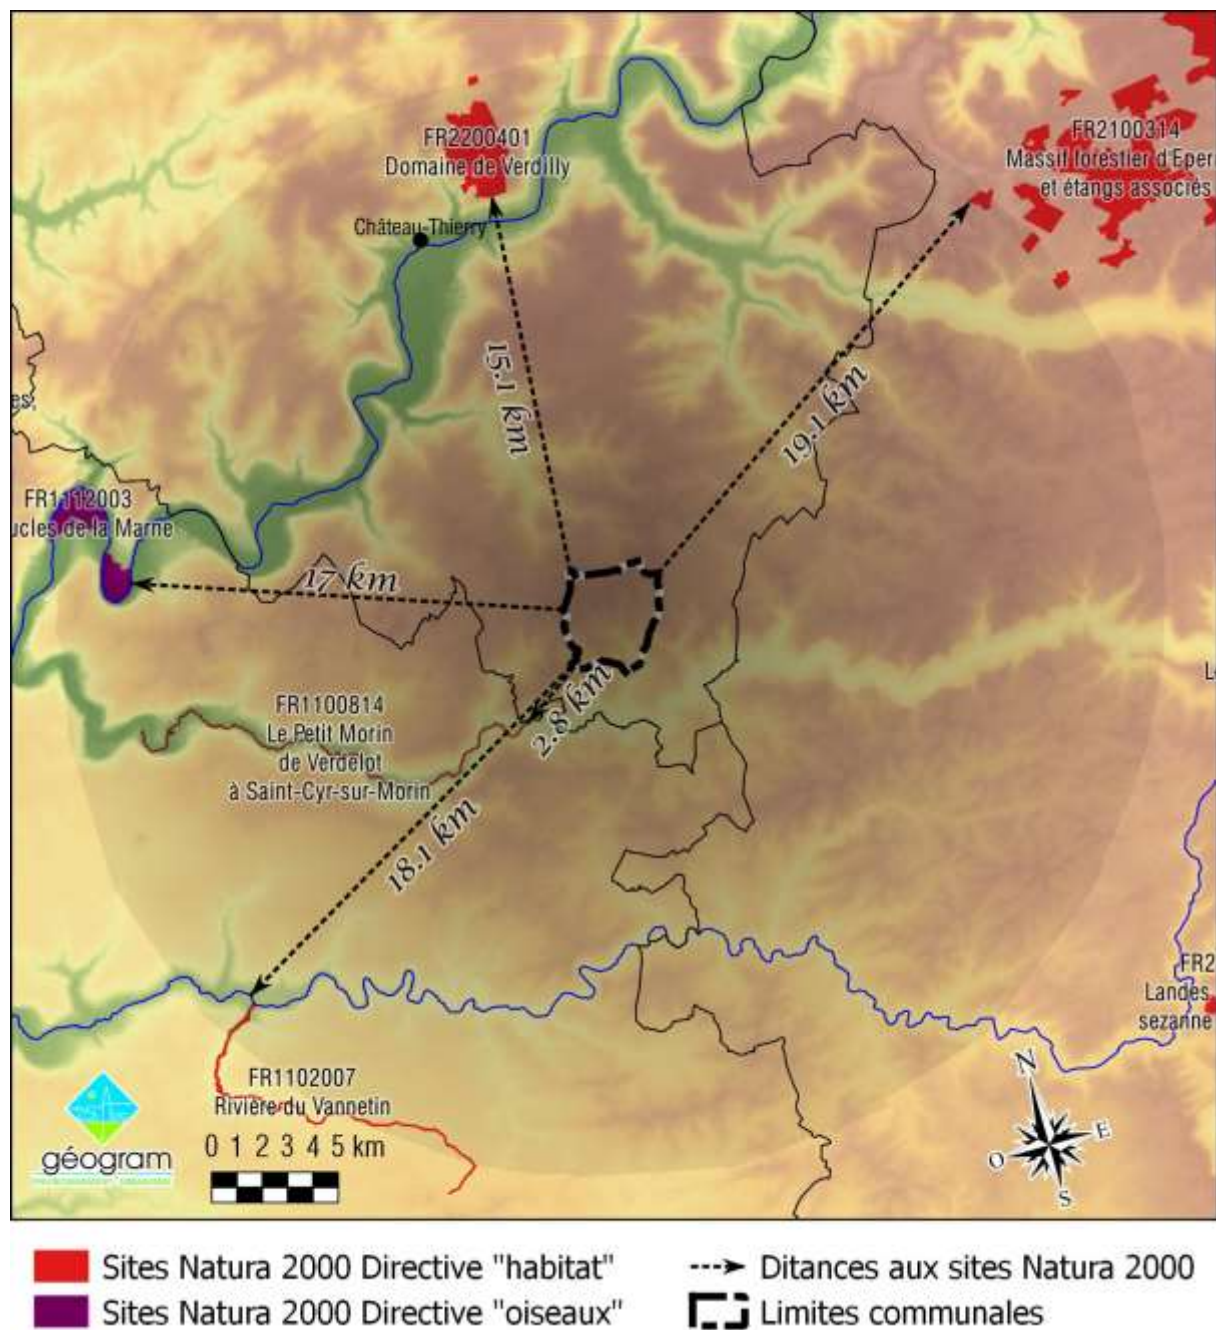 FR2200401
Domaine de Verdilly
FR2100314
Massif forestier d'Eper
et étangs associés
Château-Thierry
15.1 km
19.1 km
es,
FR1112003
ucles de la Marne
17 km
2.8 km
FR1100814
Le Petit Morin
de Verdelot
à Saint-Cyr-sur-Morin
18.1 km
L
FR2
Landes
sezanne
FR1102007
Rivière du Vannetin
N
E
O
S
géogram
0 1 2 3 4 5 km
Sites Natura 2000 Directive "habitat"
Sites Natura 2000 Directive "oiseaux"
Ditances aux sites Natura 2000
Limites communales